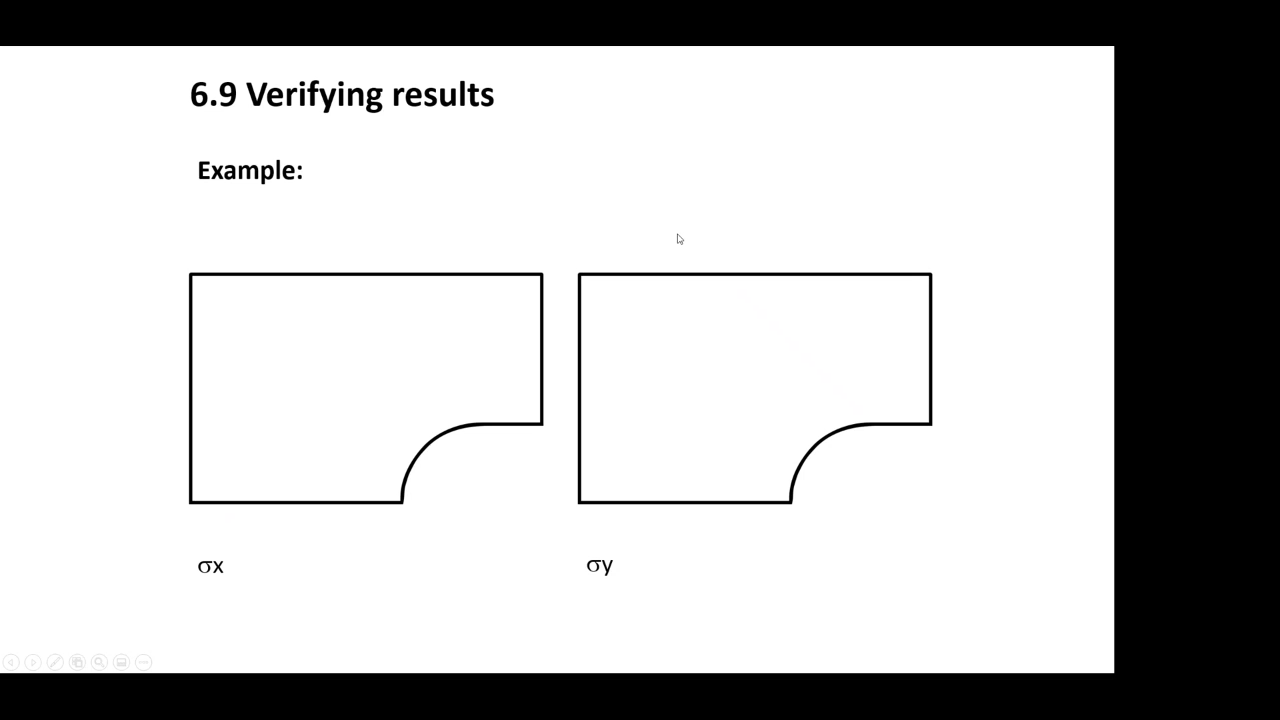 6.9 Verifying results
Example:
σx
σy